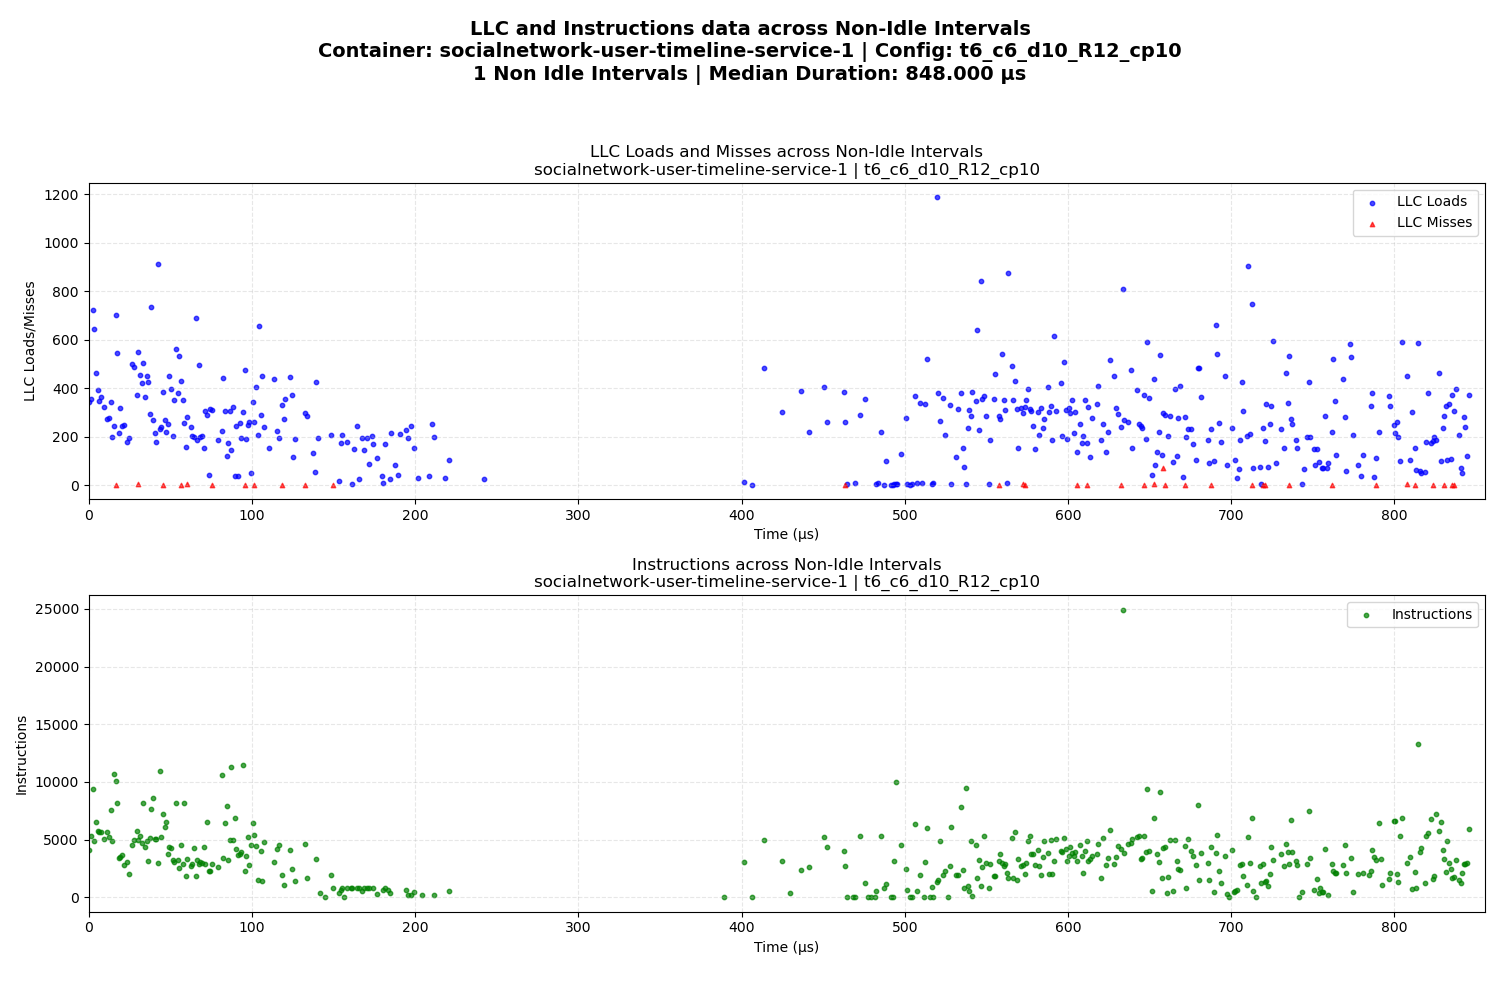 LLC and Instructions data across Non-Idle Intervals
Container: socialnetwork-user-timeline-service-1 | Config: t6_c6_d10_R12_cp10
1 Non Idle Intervals | Median Duration: 848.000 µs
LLC Loads and Misses across Non-Idle Intervals
socialnetwork-user-timeline-service-1 | t6_c6_d10_R12_cp10
LLC Loads/Misses
1200
1000
800
600
400
200
0
LLC Loads
LLC Misses
0 100 200 300 400 500 600 700 800
Time (µs)
Instructions across Non-Idle Intervals
socialnetwork-user-timeline-service-1 | t6_c6_d10_R12_cp10
Instructions
25000
20000
15000
10000
5000
0
Instructions
0 100 200 300 400 500 600 700 800
Time (µs)